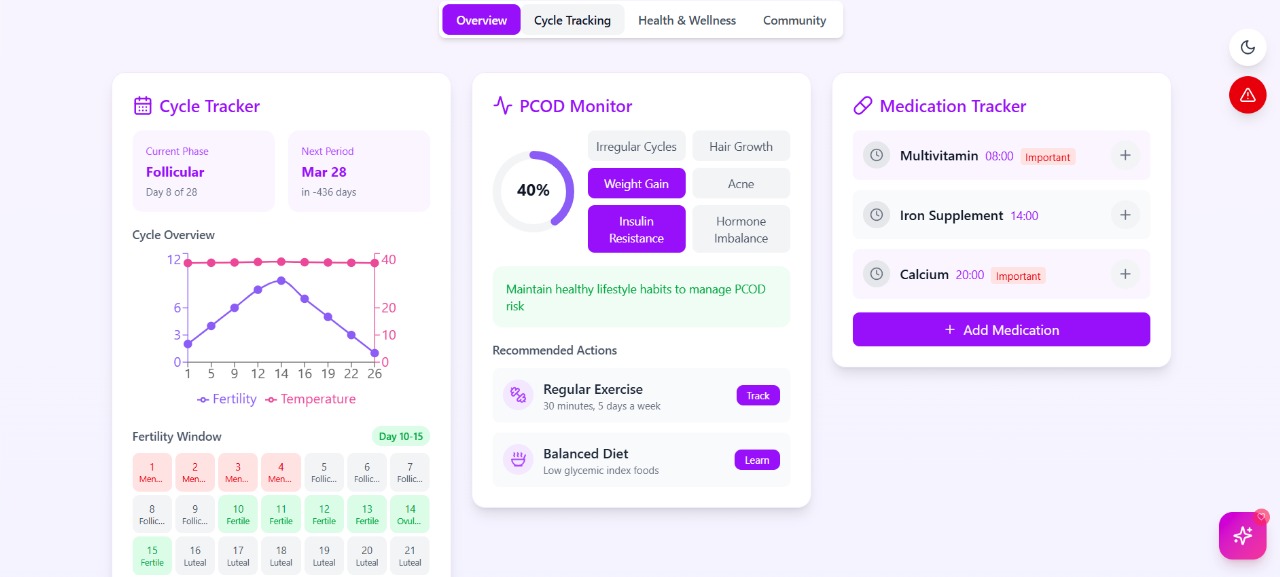 Overview Cycle Tracking Health & Wellness Community
Cycle Tracker
Current Phase
Follicular
Day 8 of 28
Next Period
Mar 28
in -436 days
Cycle Overview
12
6
3
0
40
20
10
0
1 5 9 12 14 16 19 22 26
Fertility Temperature
Fertility Window
Day 10-15
1 2 3 4 5 6 7
Men... Men... Men... Men... Follic... Follic... Follic...
8 9 10 11 12 13 14
Follic... Follic... Fertile Fertile Fertile Fertile Ovul...
15 16 17 18 19 20 21
Fertile Luteal Luteal Luteal Luteal Luteal Luteal
PCOD Monitor
40%
Irregular Cycles
Hair Growth
Weight Gain
Acne
Insulin
Resistance
Hormone
Imbalance
Maintain healthy lifestyle habits to manage PCOD
risk
Recommended Actions
Regular Exercise
30 minutes, 5 days a week
Track
Balanced Diet
Low glycemic index foods
Learn
Medication Tracker
Multivitamin 08:00 Important
Iron Supplement 14:00
Calcium 20:00 Important
+ Add Medication